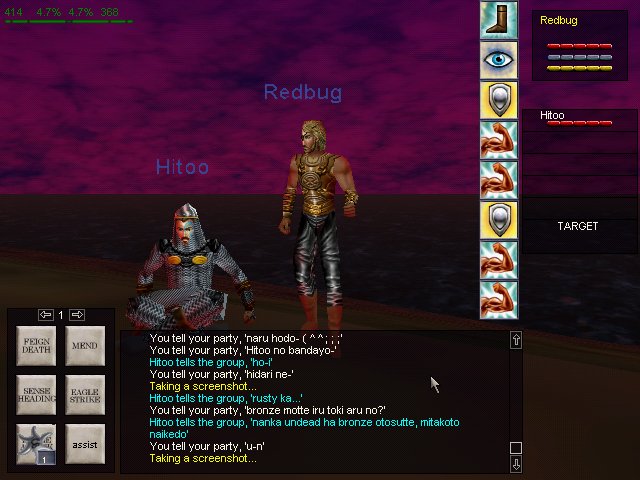 414 4.7% 4.7% 368
Redbug
Redbug
Hitoo
Hitoo
TARGET
1
FEIGN DEATH
MEND
SENSE HEADING
EAGLE STRIKE
1
assist
You tell your party, 'naru hodo- ( ^ ^; ; ;'
You tell your party, 'Hitoo no bandayo-'
Hitoo tells the group, 'ho-i'
You tell your party, 'hidari ne-'
Taking a screenshot...
Hitoo tells the group, 'rusty ka...'
You tell your party, 'bronze motte iru toki aru no?'
Hitoo tells the group, 'nanka undead ha bronze otosutte, mitakoto
naikedo'
You tell your party, 'u-n'
Taking a screenshot...